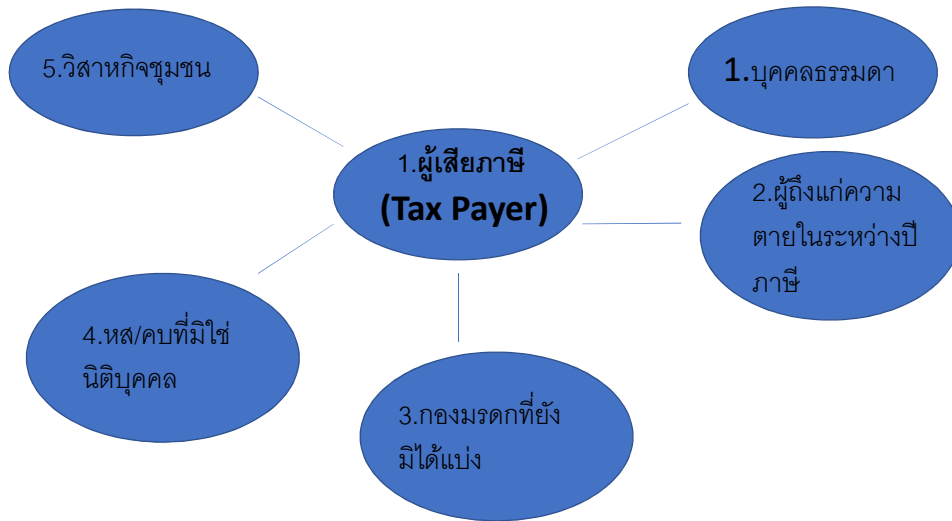 5.วิสาหกิจชุมชน
1.บุคคลธรรมดา
1.ผู้เสียภาษี
(Tax Payer)
2.ผู้ถึงแก่ความ
ตายในระหว่างปี
ภาษี
4.หส/คบที่มิใช่
นิติบุคคล
3.กองมรดกที่ยัง
มิได้แบ่ง